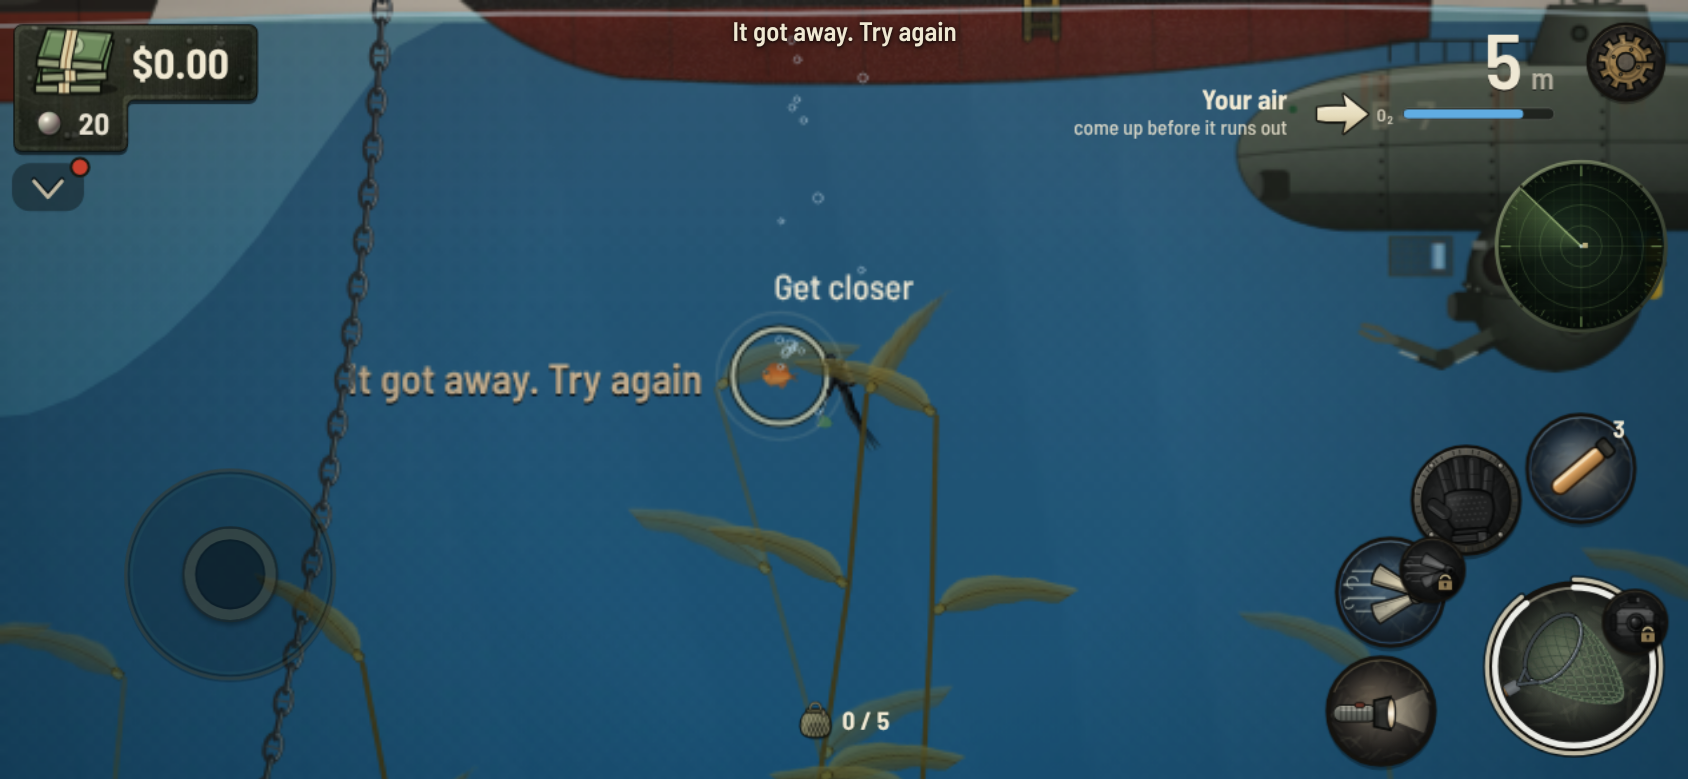 It got away. Try again
$0.00
20
5 m
Your air
come up before it runs out
O₂
Get closer
It got away. Try again
3
0 / 5